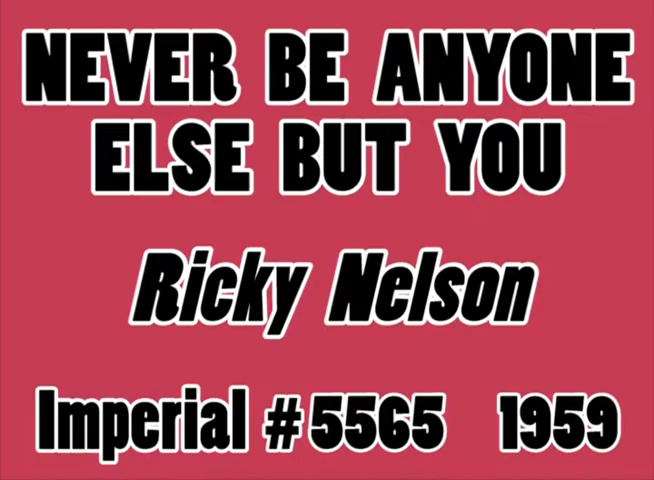 NEVER BE ANYONE
ELSE BUT YOU
Ricky Nelson
Imperial # 5565 1959